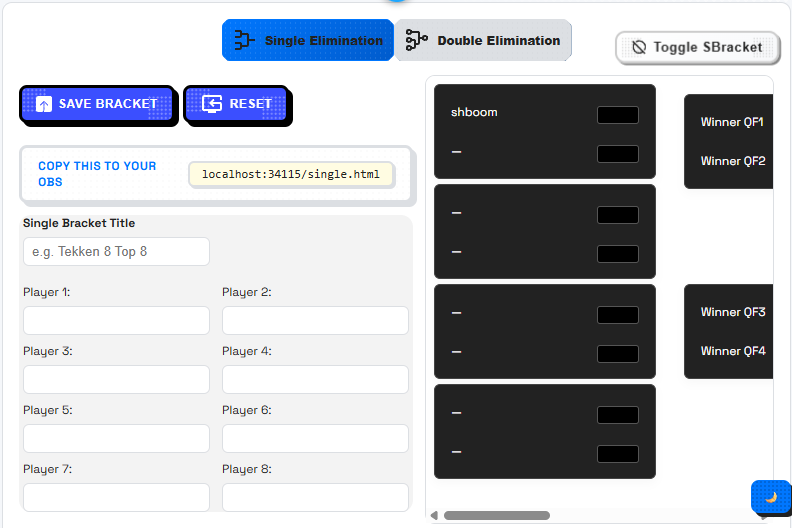 Single Elimination
Double Elimination
Toggle SBracket
SAVE BRACKET
RESET
COPY THIS TO YOUR
OBS
localhost:34115/single.html
Single Bracket Title
e.g. Tekken 8 Top 8
Player 1:
Player 2:
Player 3:
Player 4:
Player 5:
Player 6:
Player 7:
Player 8:
shboom
—
—
—
—
—
—
—
Winner QF1
Winner QF2
Winner QF3
Winner QF4